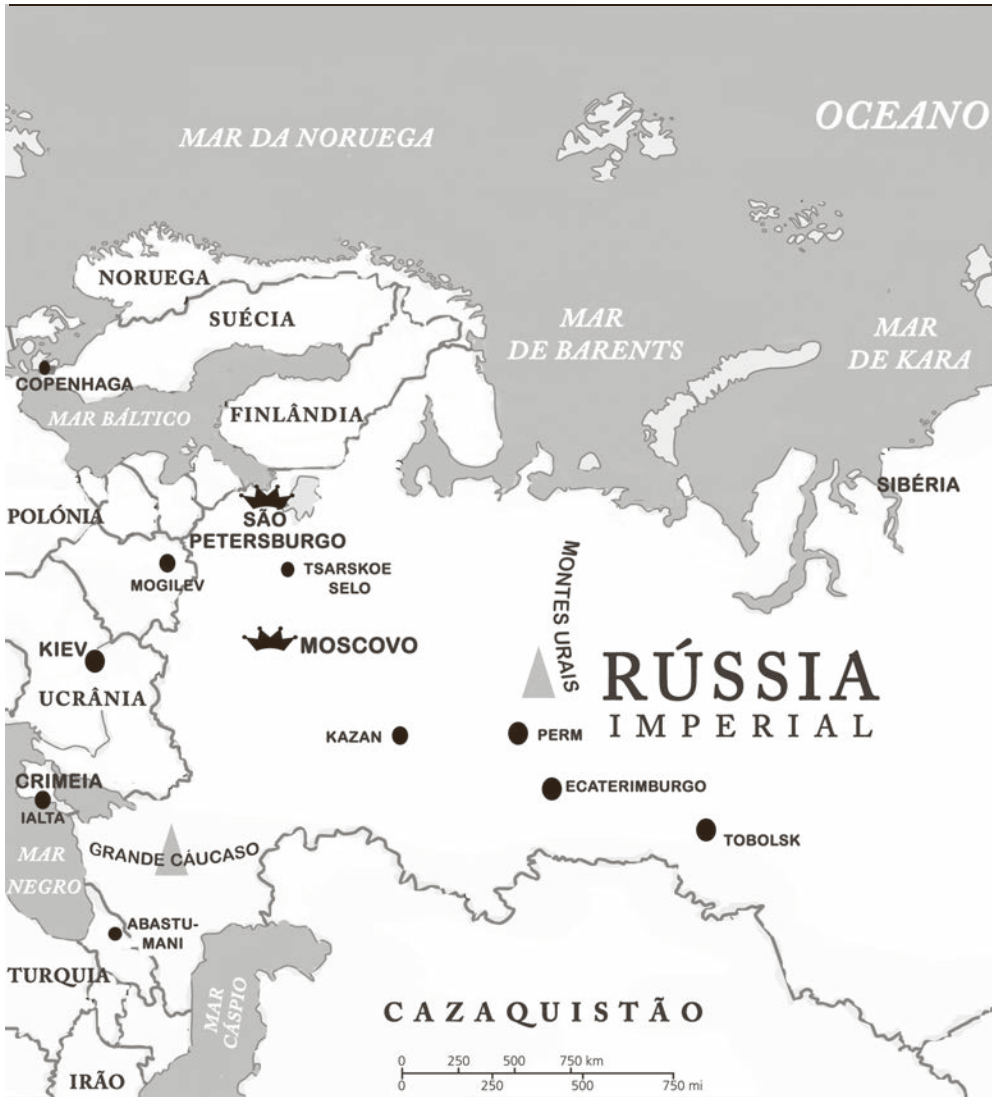 OCEANO
MAR DA NORUEGA
NORUEGA
SUÉCIA
MAR
DE BARENTS
MAR
DE KARA
COPENHAGA
MAR BÁLTICO
FINLÂNDIA
SIBÉRIA
POLÓNIA
SÃO
PETERSBURGO
MOGILEV
TSARSKOE
SELO
MONTES URAIS
KIEV
MOSCOVO
UCRÂNIA
RÚSSIA
IMPERIAL
KAZAN
PERM
CRIMEIA
IALTA
ECATERIMBURGO
TOBOLSK
MAR
NEGRO
GRANDE CÁUCASO
ABASTU-
MANI
TURQUIA
MAR
CÁSPIO
CAZAQUISTÃO
IRÃO
0 250 500 750 km
0 250 500 750 mi